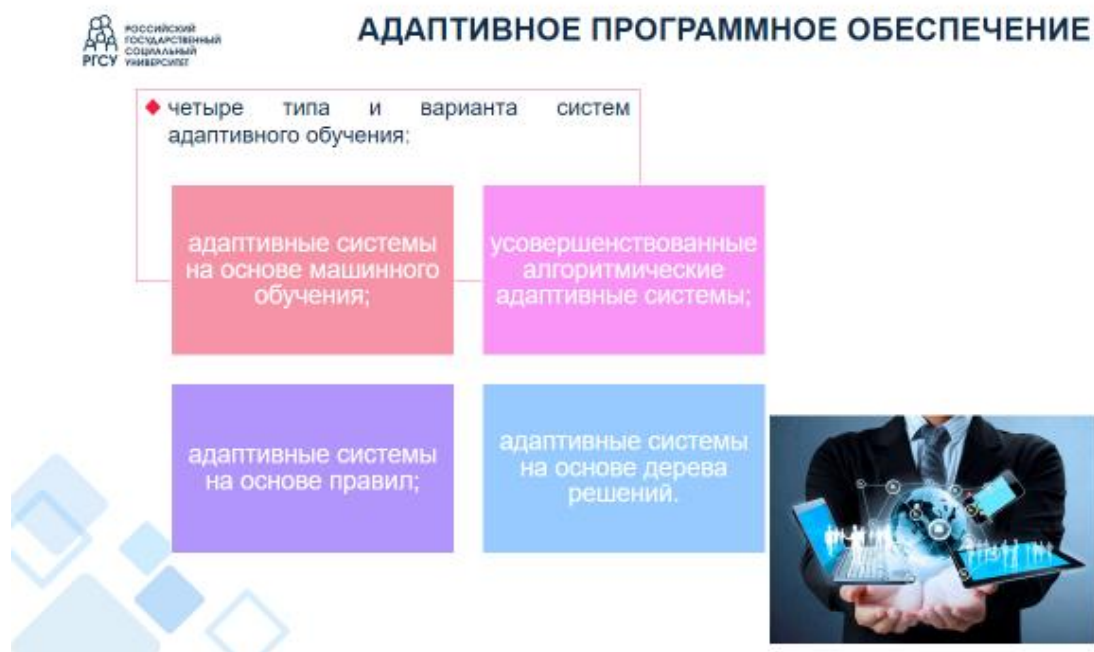 РОССИЙСКИЙ
ГОСУДАРСТВЕННЫЙ
СОЦИАЛЬНЫЙ
УНИВЕРСИТЕТ
РГСУ
АДАПТИВНОЕ ПРОГРАММНОЕ ОБЕСПЕЧЕНИЕ
четыре типа и варианта систем
адаптивного обучения:
адаптивные системы
на основе машинного
обучения;
усовершенствованные
алгоритмические
адаптивные системы;
адаптивные системы
на основе правил;
адаптивные системы
на основе дерева
решений.